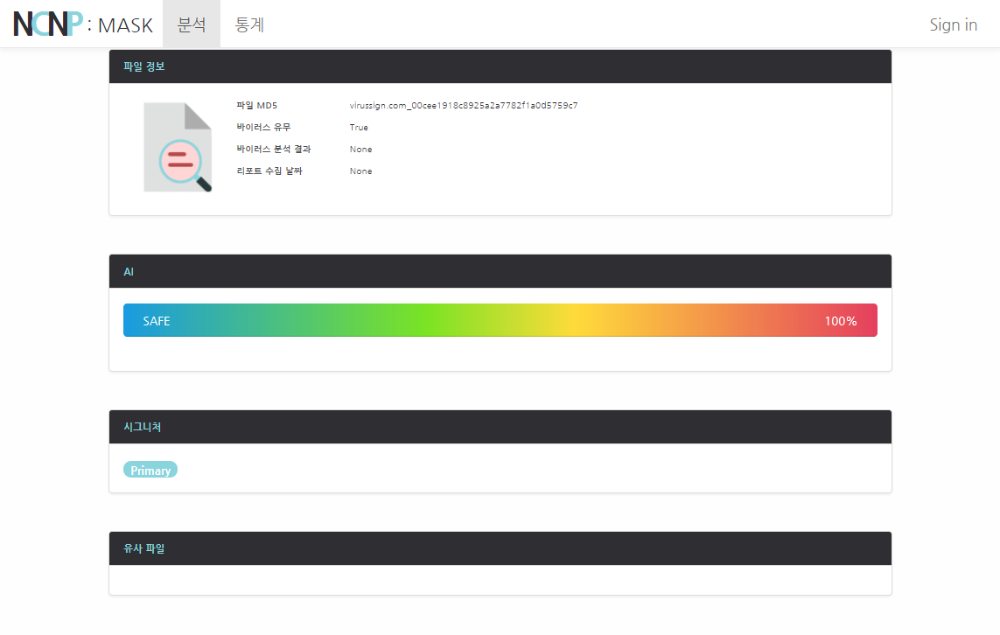 NCNP : MASK 분석 통계 Sign in
파일 정보
파일 MD5 virussign.com_00cee1918c8925a2a7782f1a0d5759c7
바이러스 유무 True
바이러스 분석 결과 None
리포트 수집 날짜 None
AI
SAFE 100%
시그니처
Primary
유사 파일